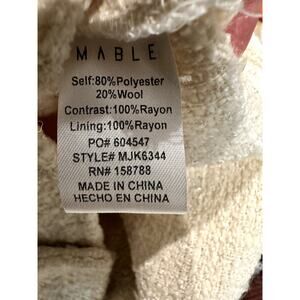 MABLE
Self:80%Polyester
20%Wool
Contrast:100%Rayon
Lining:100%Rayon
PO# 604547
STYLE# MJK6344
RN# 158788
MADE IN CHINA
HECHO EN CHINA